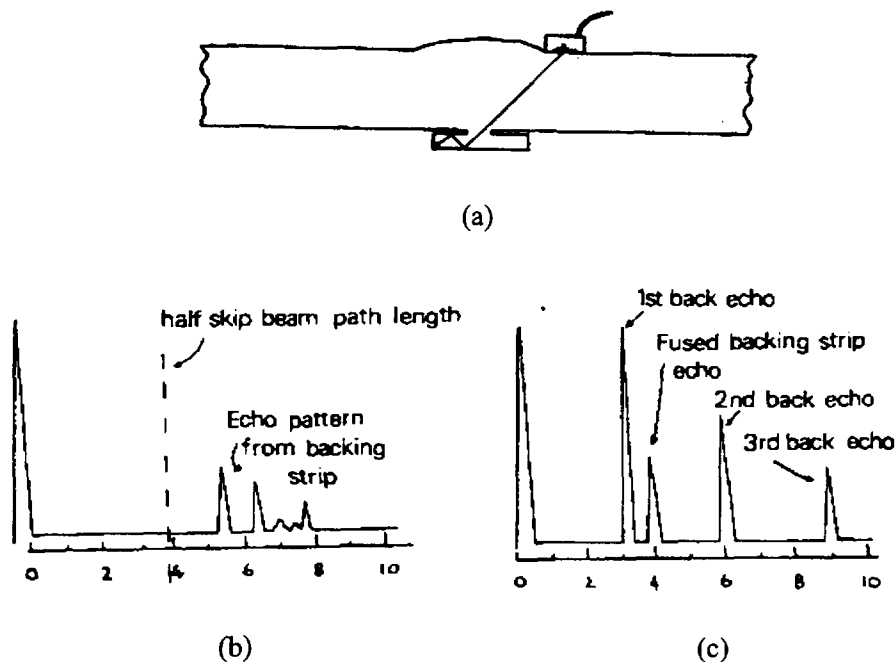 (a)
half skip beam path length
Echo pattern
from backing
strip
0 2 4 6 8 10
(b)
1st back echo
Fused backing strip
echo
2nd back echo
3rd back echo
0 2 4 6 8 10
(c)